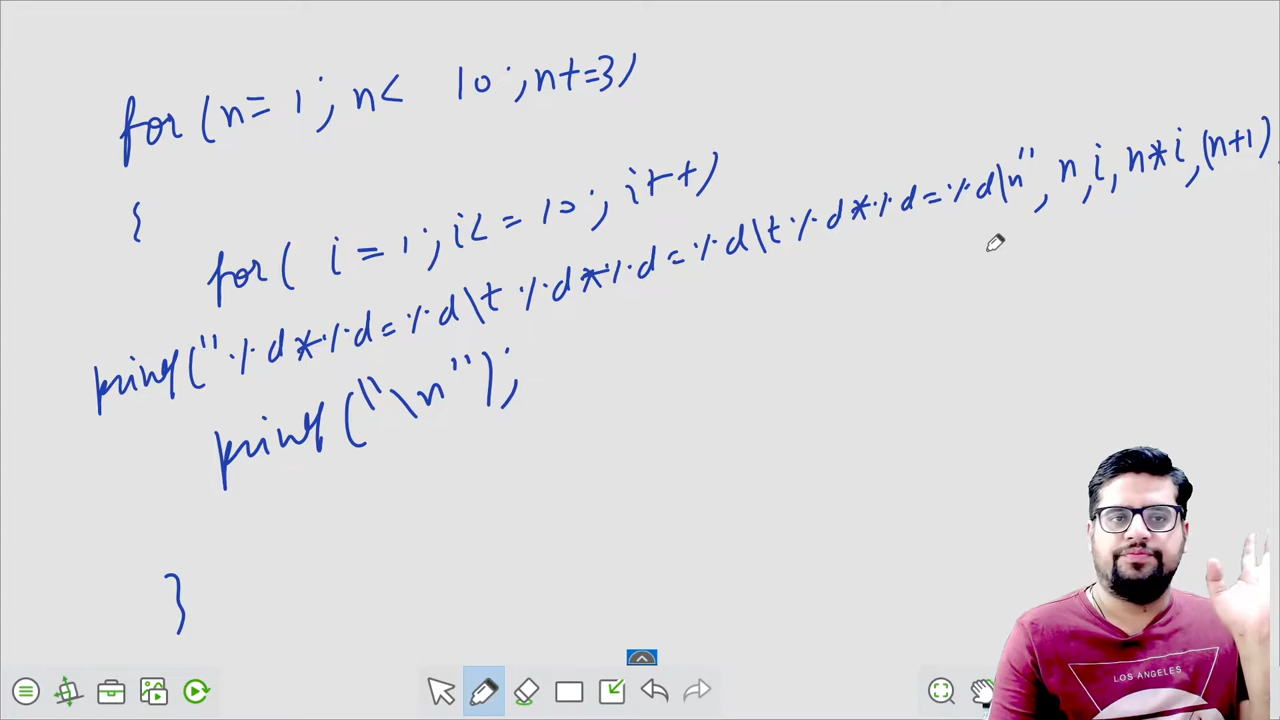 for (n= 1; n< 10; n+=3)
{
for( i = 1; i<= 10; i++)
printf("%d*%d=%d\t %d*%d=%d\t %d*%d=%d\n", n,i, n*i,(n+1)
printf("\n");
}
LOS ANGELES